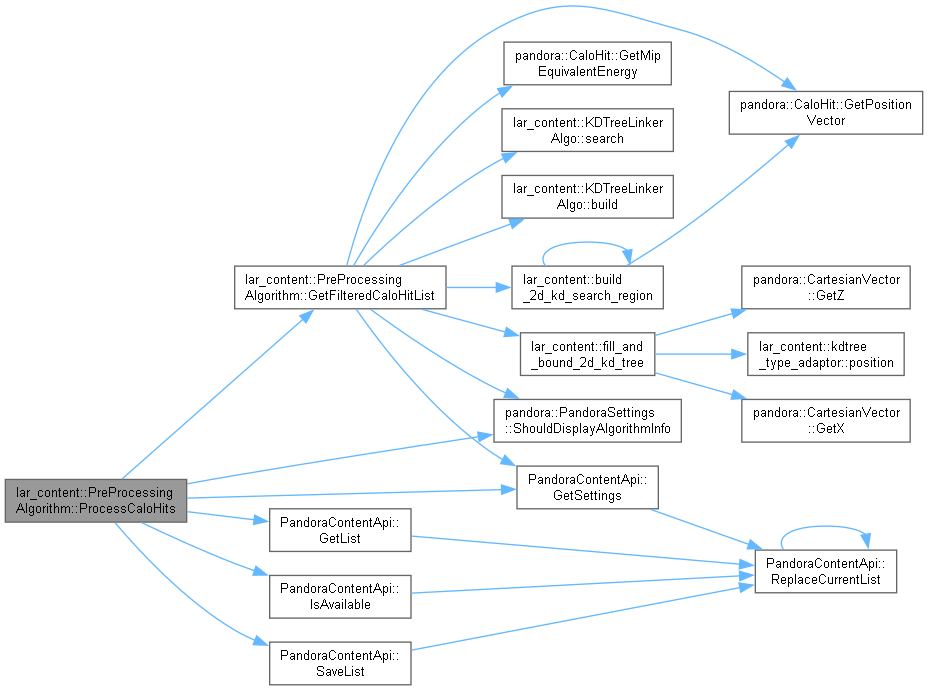 pandora::CaloHit::GetMip
EquivalentEnergy
pandora::CaloHit::GetPosition
Vector
lar_content::KDTreeLinker
Algo::search
lar_content::KDTreeLinker
Algo::build
lar_content::PreProcessing
Algorithm::GetFilteredCaloHitList
lar_content::build
_2d_kd_search_region
pandora::CartesianVector
::GetZ
lar_content::fill_and
_bound_2d_kd_tree
lar_content::kdtree
_type_adaptor::position
pandora::PandoraSettings
::ShouldDisplayAlgorithmInfo
pandora::CartesianVector
::GetX
lar_content::PreProcessing
Algorithm::ProcessCaloHits
PandoraContentApi::
GetSettings
PandoraContentApi::
GetList
PandoraContentApi::
ReplaceCurrentList
PandoraContentApi::
IsAvailable
PandoraContentApi::
SaveList